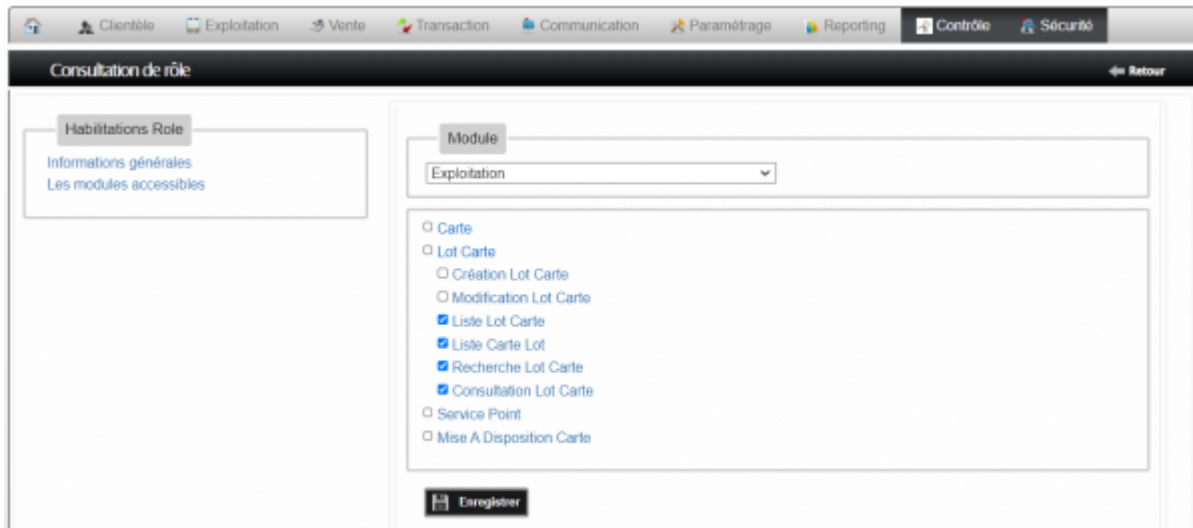 Clientèle Exploitation Vente Transaction Communication Paramétrage Reporting Contrôle Sécurité
Consultation de rôle Retour
Habilitations Role
Informations générales
Les modules accessibles
Module
Exploitation
Carte
Lot Carte
Création Lot Carte
Modification Lot Carte
Liste Lot Carte
Liste Carte Lot
Recherche Lot Carte
Consultation Lot Carte
Service Point
Mise A Disposition Carte
Enregistrer